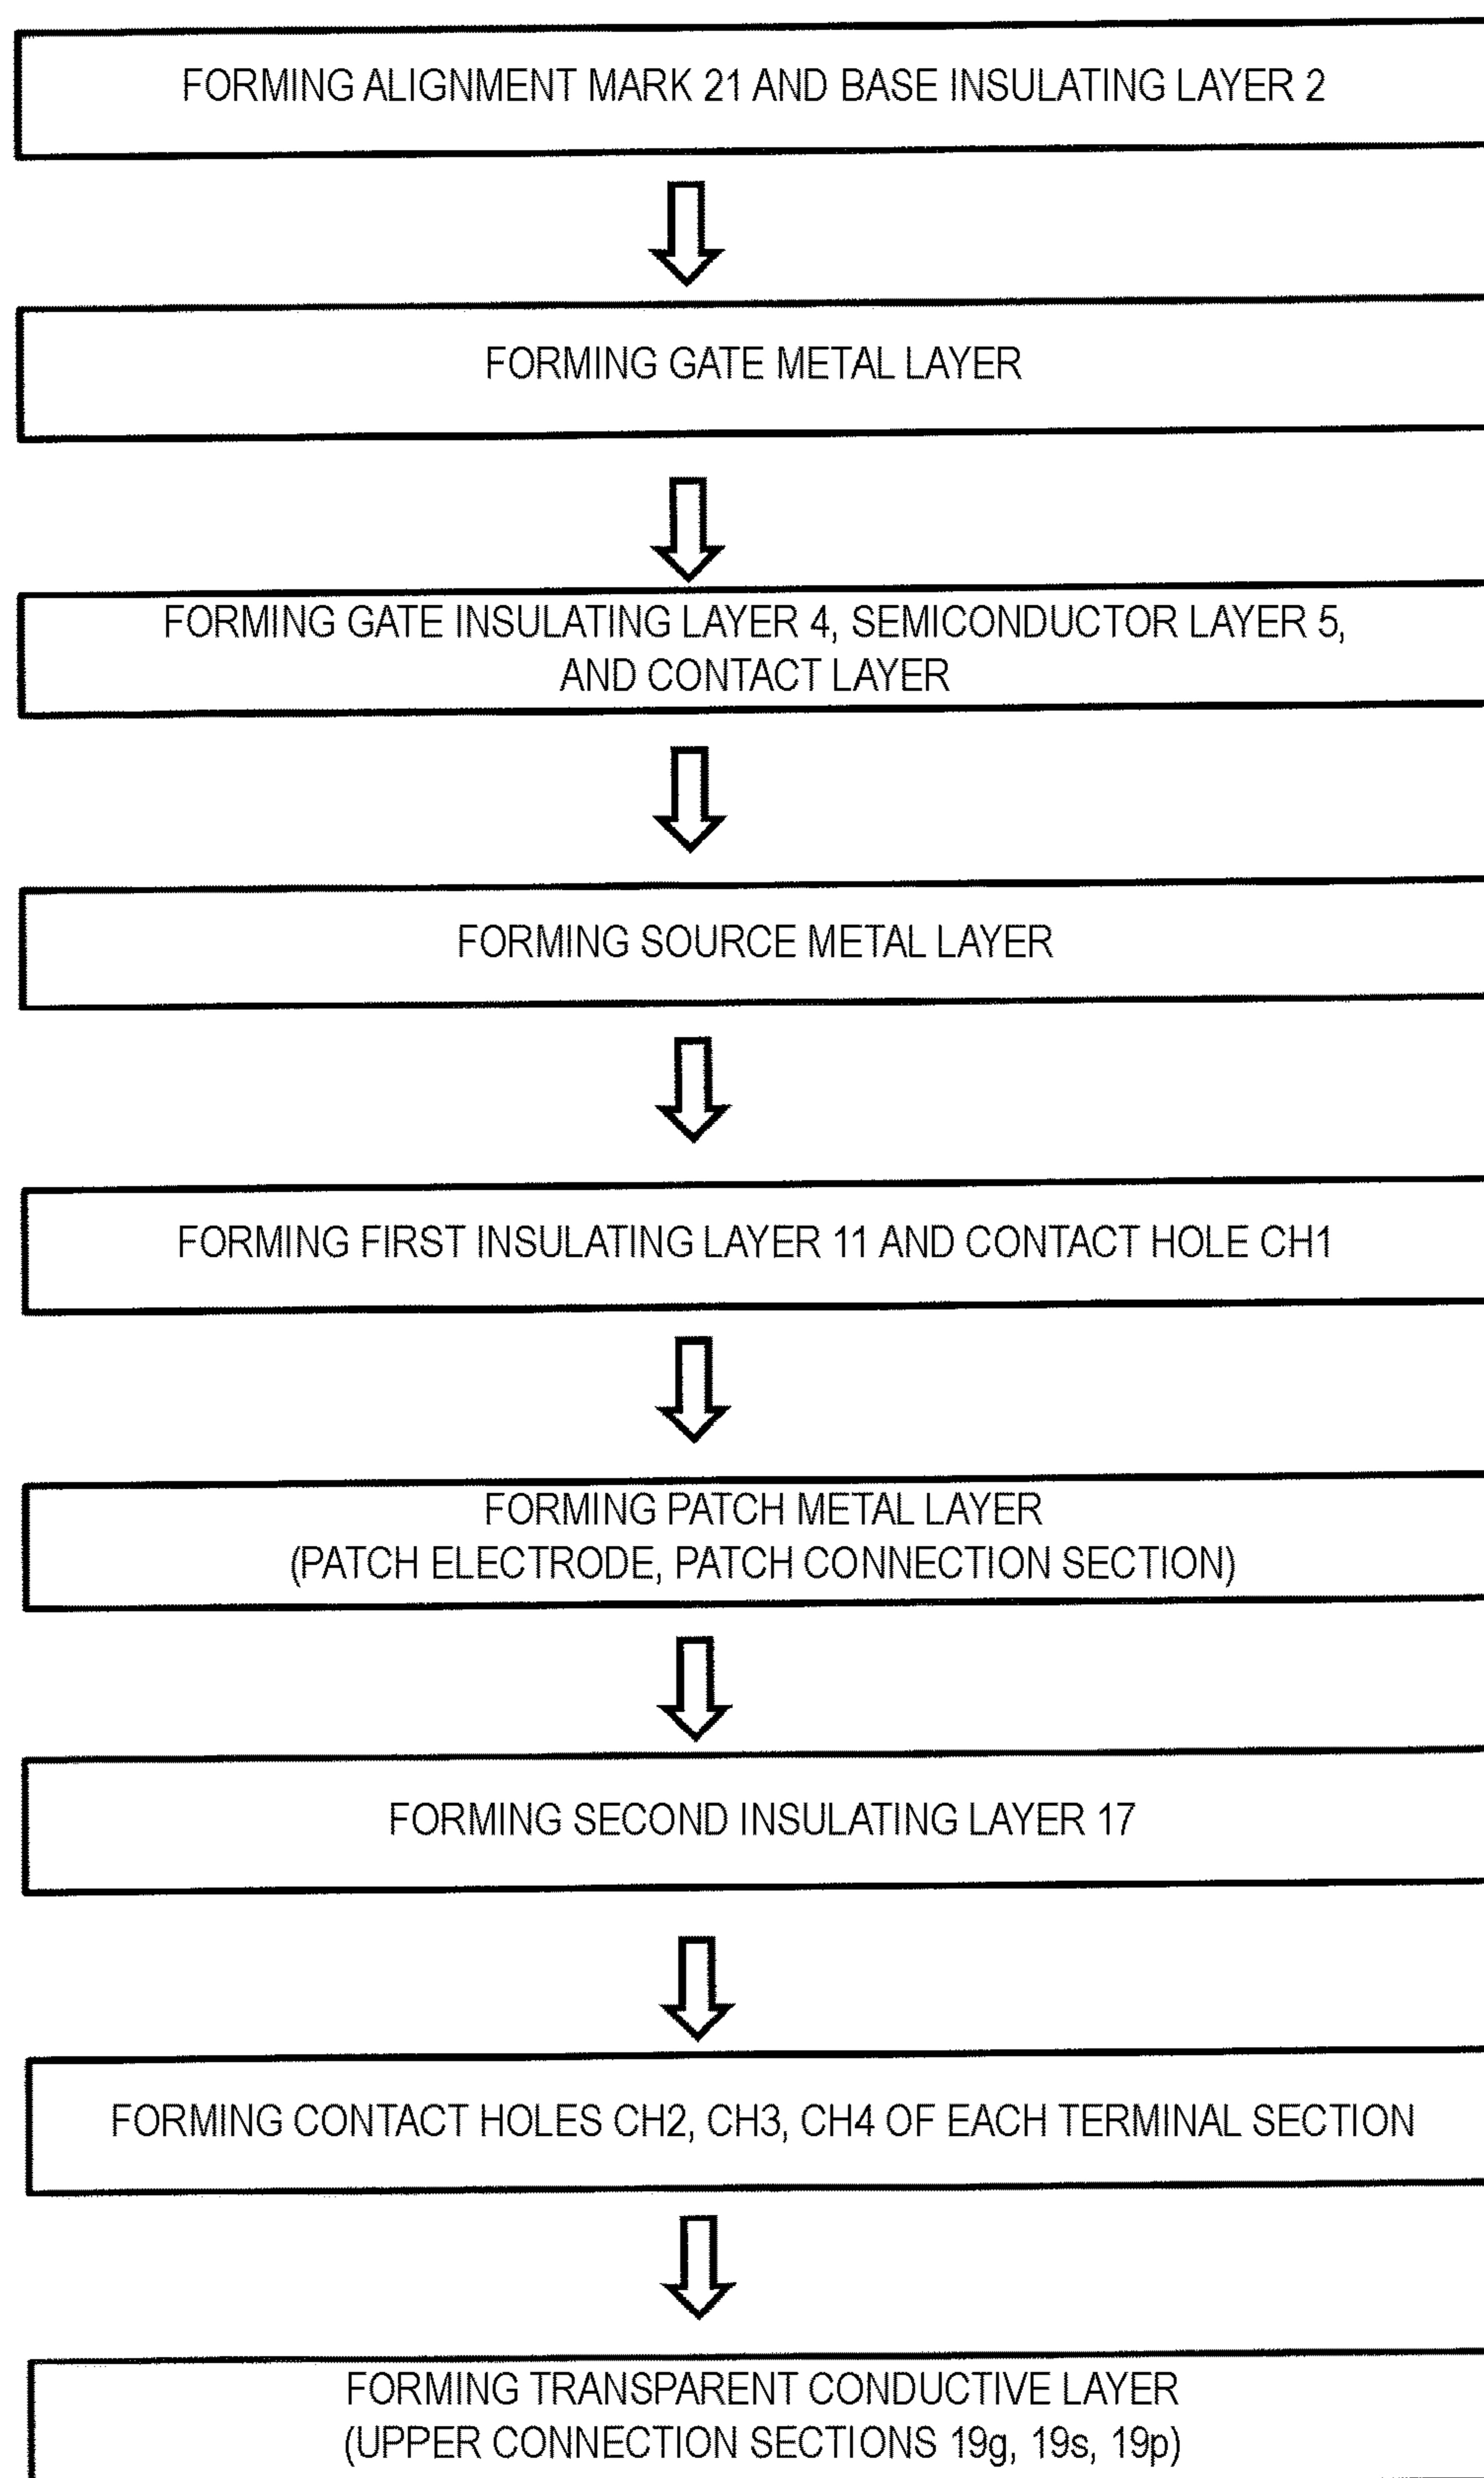 FORMING ALIGNMENT MARK 21 AND BASE INSULATING LAYER 2
FORMING GATE METAL LAYER
FORMING GATE INSULATING LAYER 4, SEMICONDUCTOR LAYER 5,
AND CONTACT LAYER
FORMING SOURCE METAL LAYER
FORMING FIRST INSULATING LAYER 11 AND CONTACT HOLE CH1
FORMING PATCH METAL LAYER
(PATCH ELECTRODE, PATCH CONNECTION SECTION)
FORMING SECOND INSULATING LAYER 17
FORMING CONTACT HOLES CH2, CH3, CH4 OF EACH TERMINAL SECTION
FORMING TRANSPARENT CONDUCTIVE LAYER
(UPPER CONNECTION SECTIONS 19g, 19s, 19p)